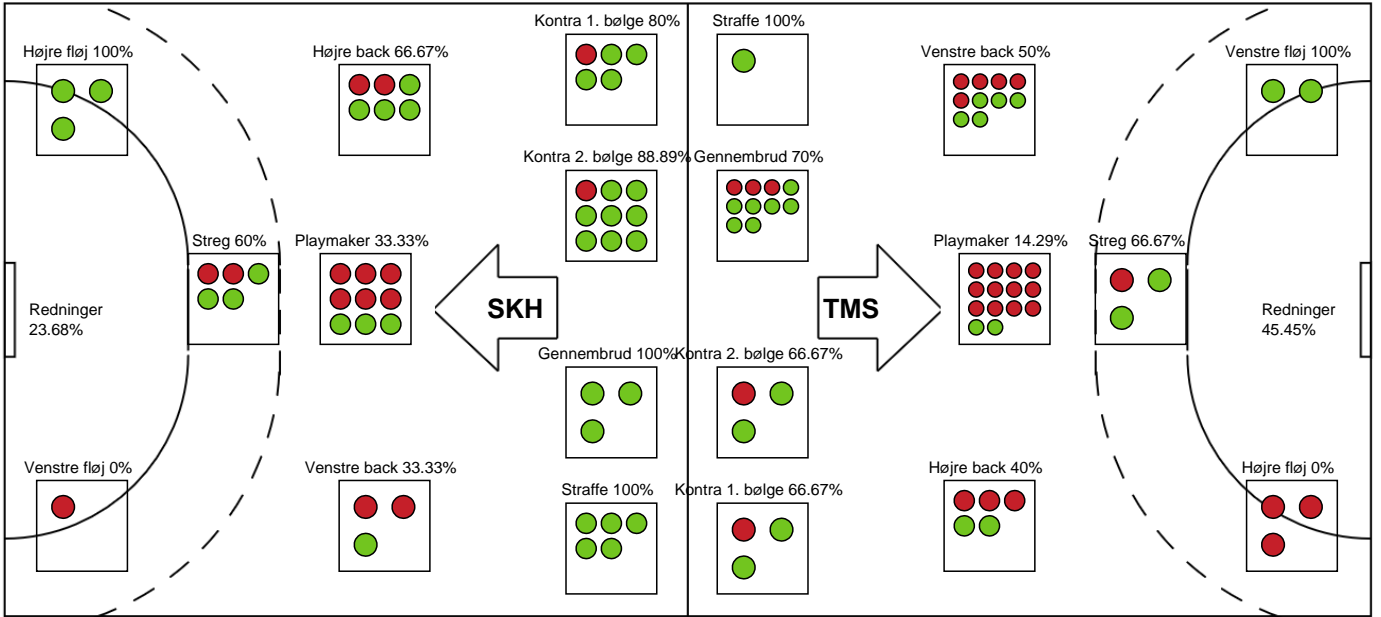 Kontra 1. bølge 80%
Straffe 100%
Højre fløj 100%
Højre back 66.67%
Venstre back 50%
Venstre fløj 100%
Kontra 2. bølge 88.89%
Gennembrud 70%
Streg 60%
Playmaker 33.33%
Playmaker 14.29%
Streg 66.67%
Redninger
23.68%
SKH
TMS
Redninger
45.45%
Gennembrud 100%
Kontra 2. bølge 66.67%
Venstre fløj 0%
Venstre back 33.33%
Straffe 100%
Kontra 1. bølge 66.67%
Højre back 40%
Højre fløj 0%